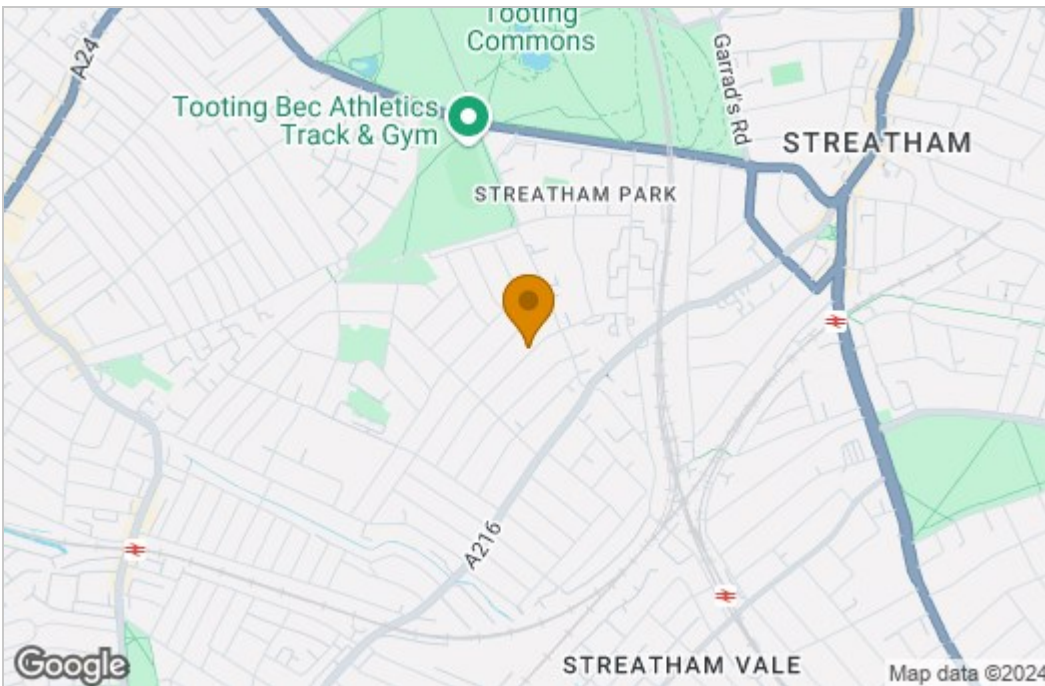 Tooting
Commons
A24
Garrad's Rd
Tooting Bec Athletics
Track & Gym
STREATHAM
STREATHAM PARK
A216
STREATHAM VALE
Google
Map data ©2024